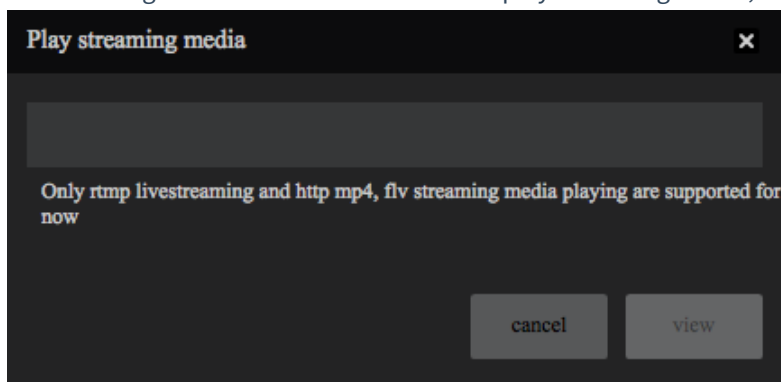 Play streaming media
Only rtmp livestreaming and http mp4, flv streaming media playing are supported for
now
cancel
view